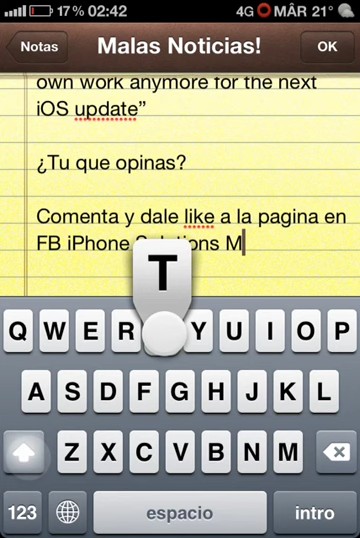 17 % 02:42 4G MÂR 21°
Notas Malas Noticias! OK
own work anymore for the next
iOS update”
¿Tu que opinas?
Comenta y dale like a la pagina en
FB iPhone Solutions M
T
Q W E R Y U I O P
A S D F G H J K L
Z X C V B N M
123 espacio intro